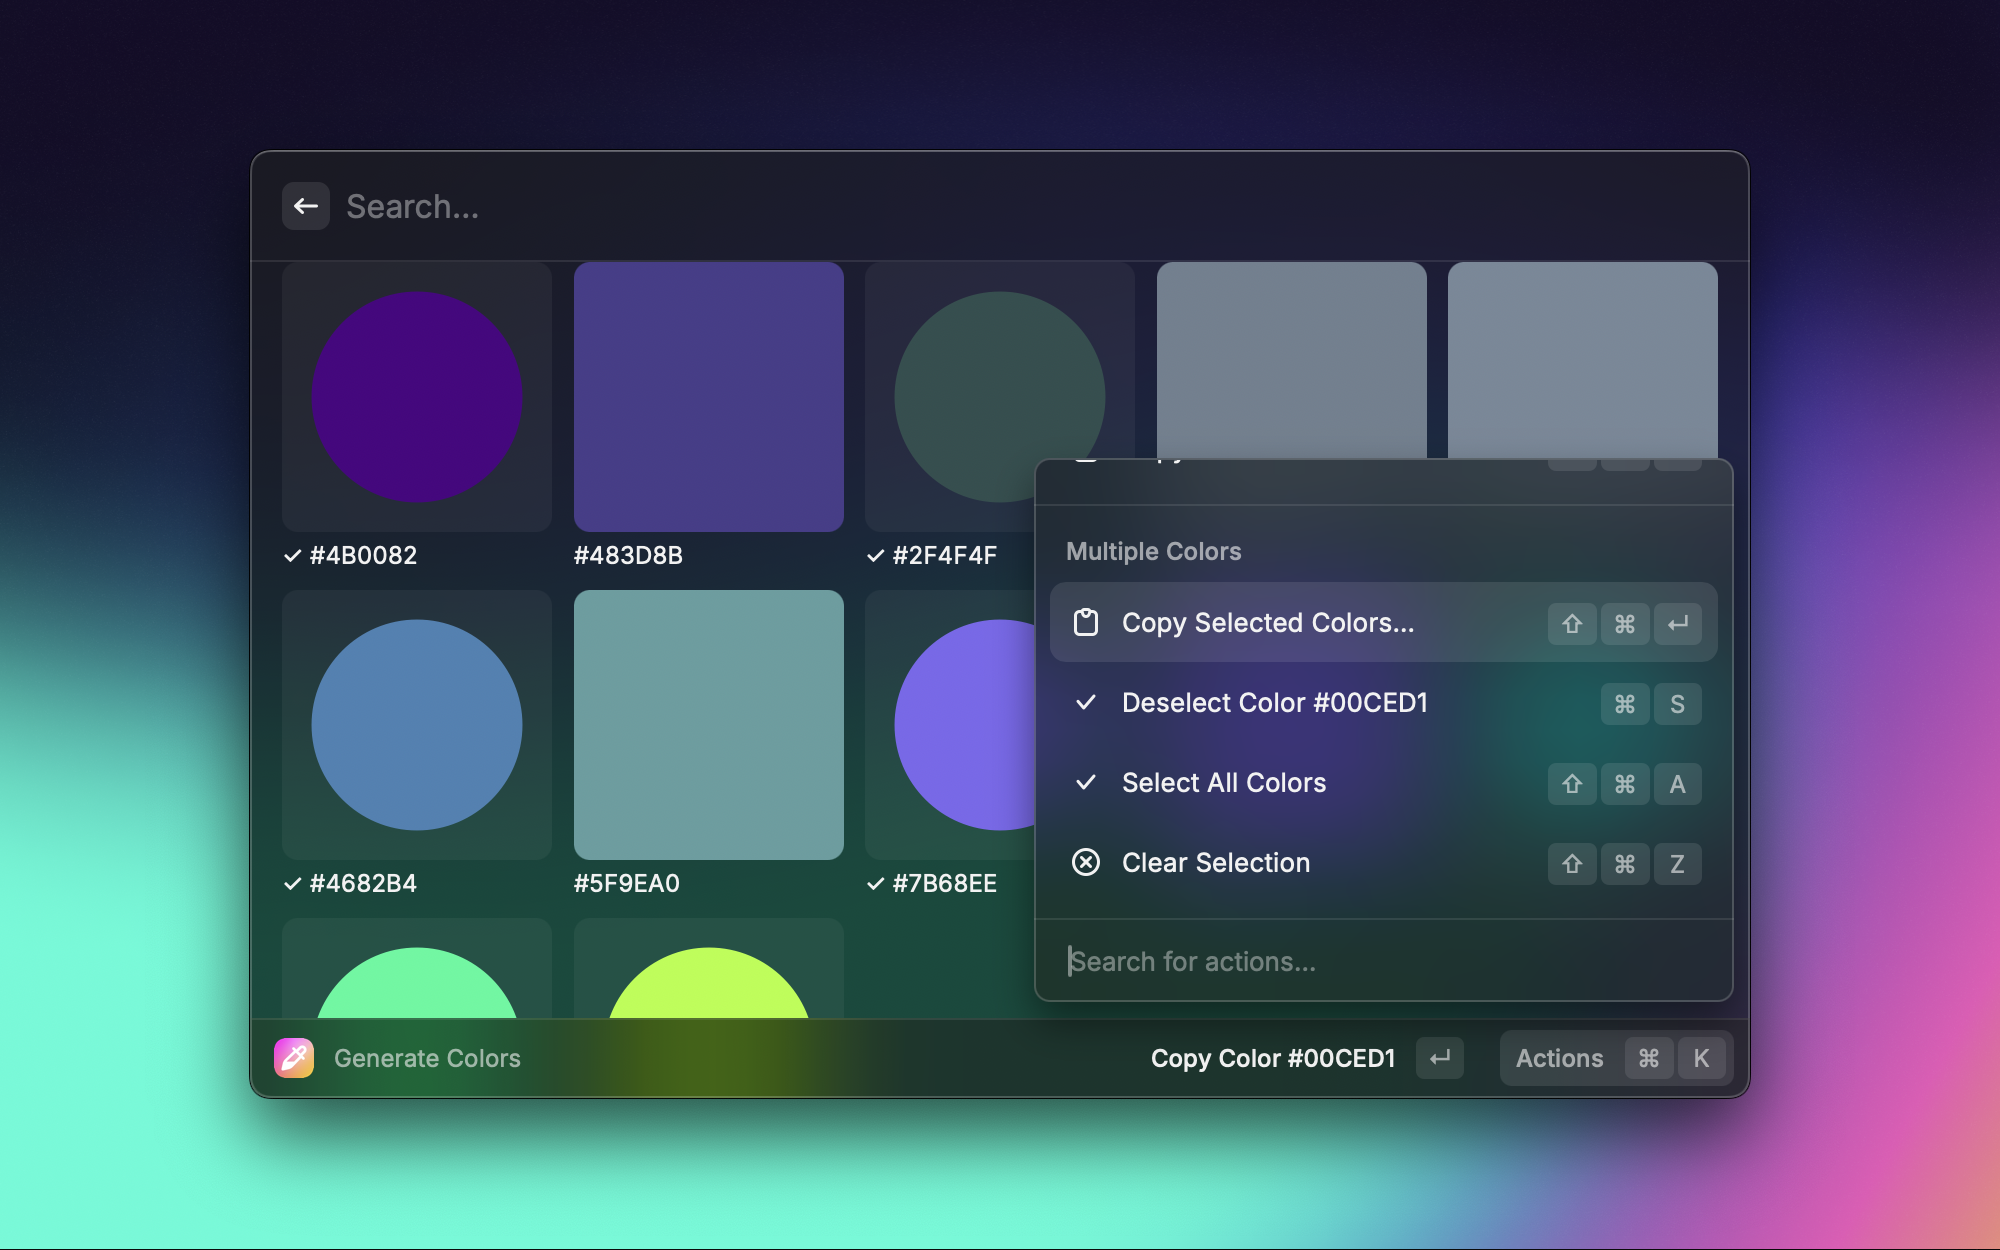 Search...
✓ #4B0082
#483D8B
✓ #2F4F4F
✓ #4682B4
#5F9EA0
✓ #7B68EE
Multiple Colors
Copy Selected Colors... ⇧ ⌘ ↵
Deselect Color #00CED1 ⌘ S
Select All Colors ⇧ ⌘ A
Clear Selection ⇧ ⌘ Z
Search for actions...
Generate Colors
Copy Color #00CED1 ↵
Actions ⌘ K